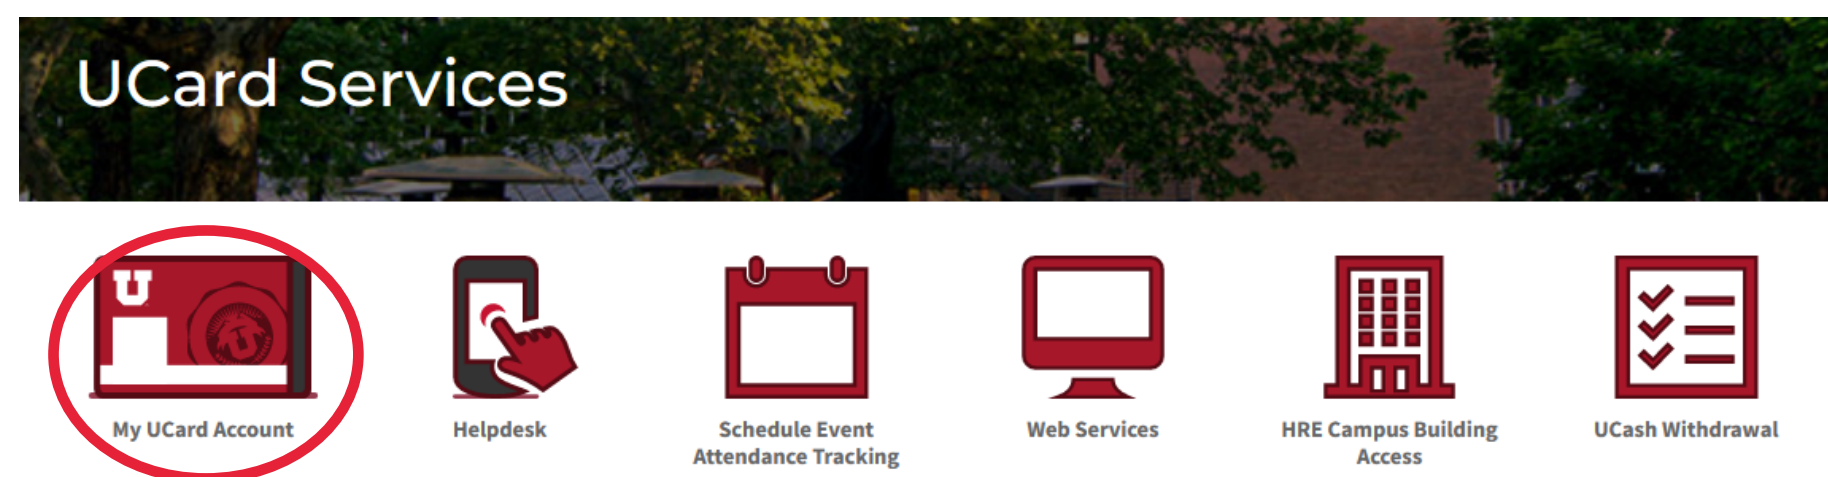 UCard Services
U
U
My UCard Account
Helpdesk
Schedule Event
Attendance Tracking
Web Services
HRE Campus Building
Access
UCash Withdrawal